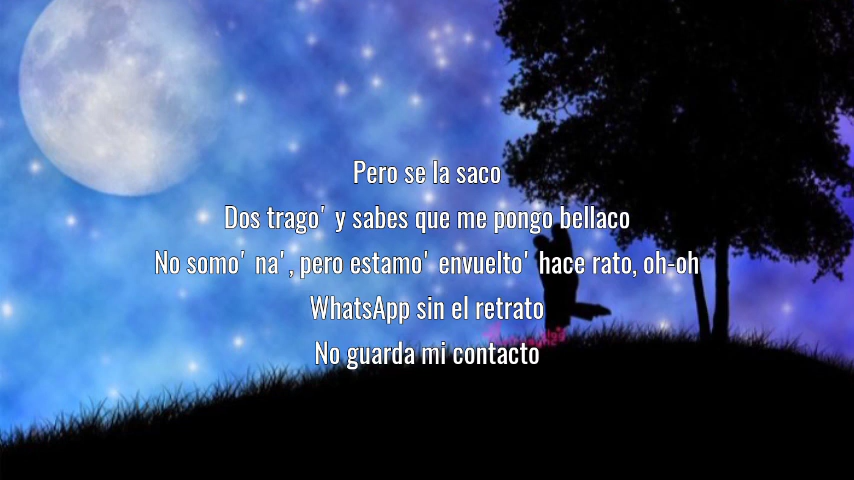 Pero se la saco
Dos trago' y sabes que me pongo bellaco
No somo' na', pero estamo' envuelto' hace rato, oh-oh
WhatsApp sin el retrato
No guarda mi contacto